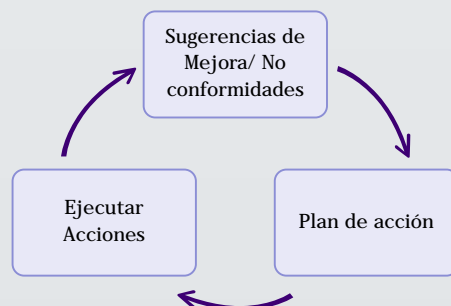 Sugerencias de
Mejora/ No
conformidades
Ejecutar
Acciones
Plan de acción